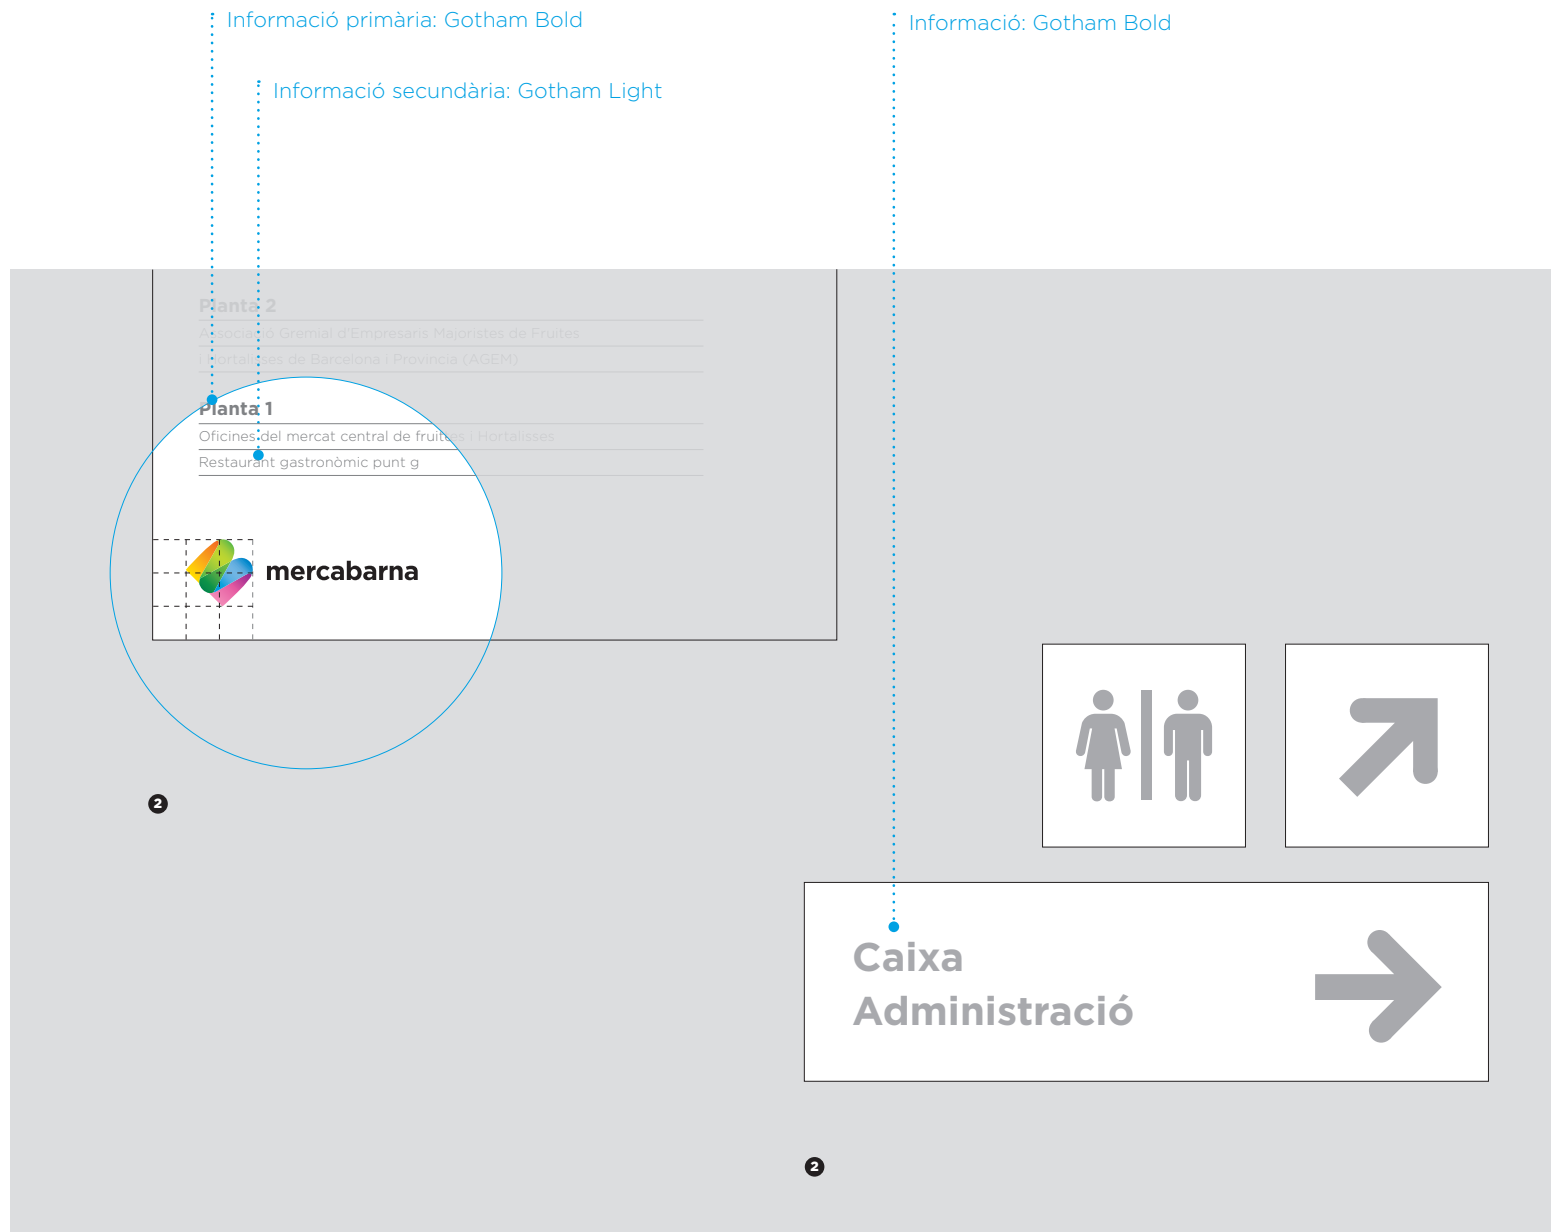 Informació primària: Gotham Bold
Informació: Gotham Bold
Informació secundària: Gotham Light
Planta 2
Associació Gremial d'Empresaris Majoristes de Fruites
i Hortalisses de Barcelona i Província (AGEM)
Planta 1
Oficines del mercat central de fruites i Hortalisses
Restaurant gastronòmic punt g
mercabarna
2
Caixa
Administració
2